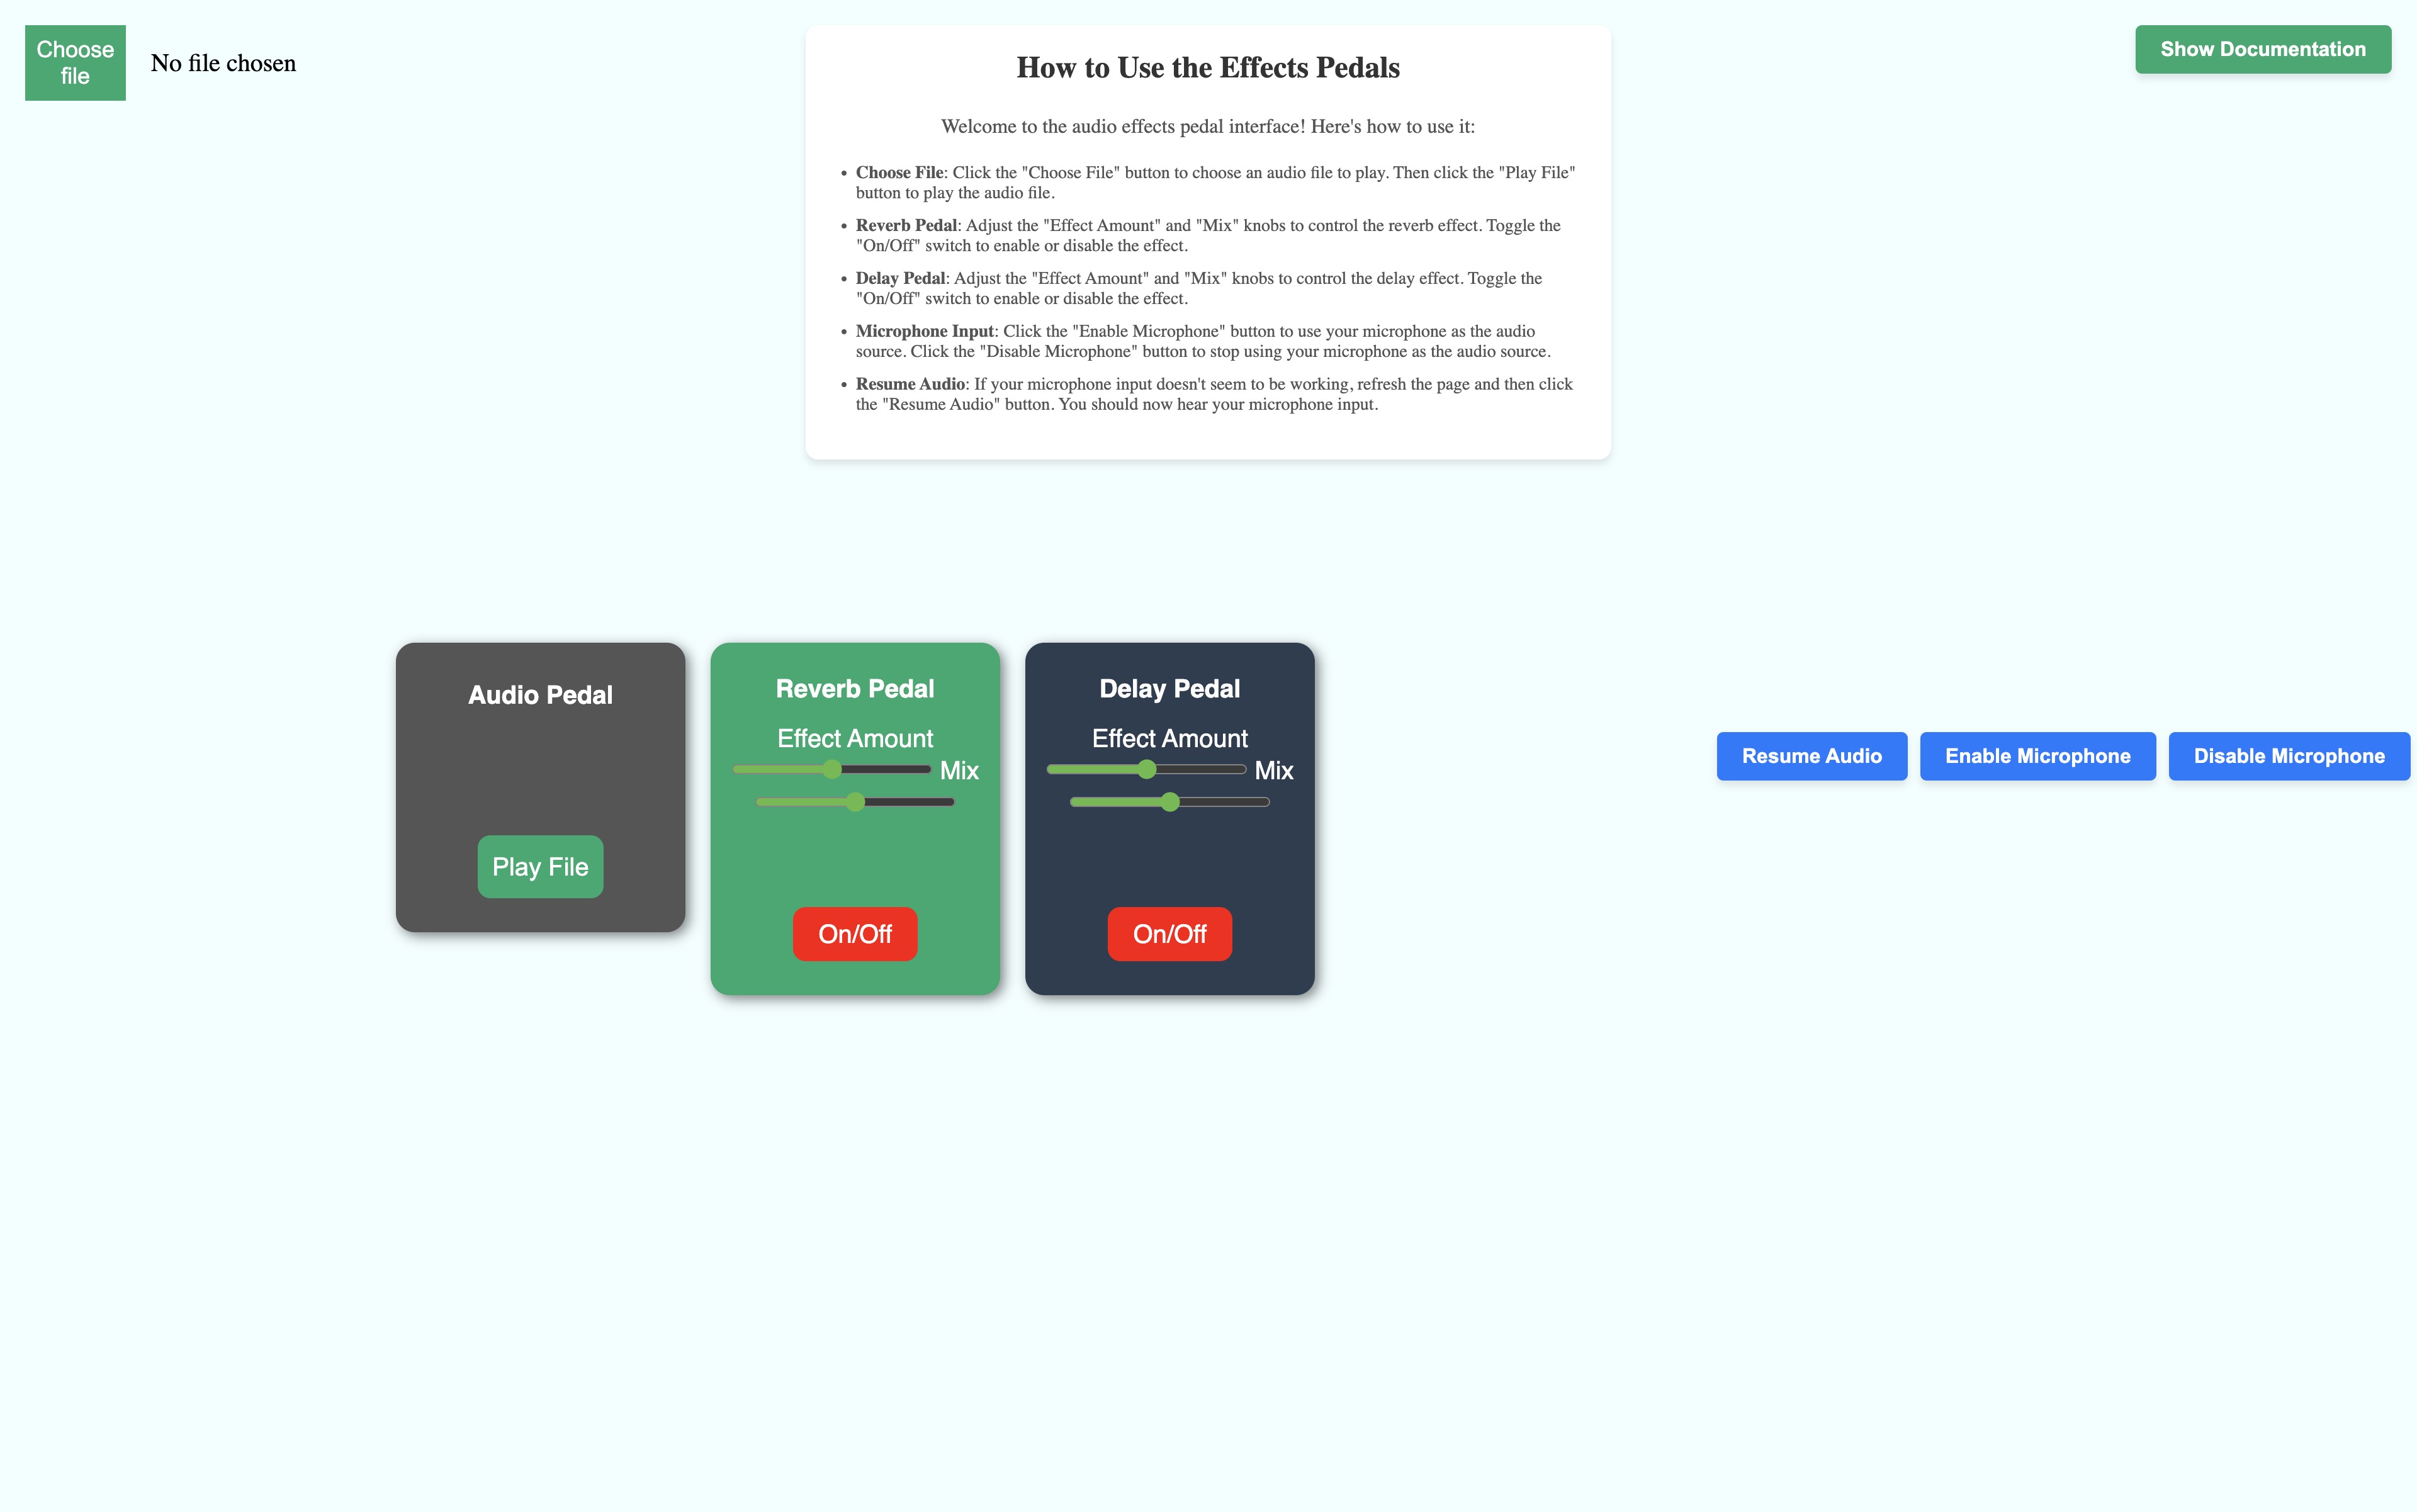 Choose
file
No file chosen
How to Use the Effects Pedals
Show Documentation
Welcome to the audio effects pedal interface! Here's how to use it:
• Choose File: Click the "Choose File" button to choose an audio file to play. Then click the "Play File"
button to play the audio file.
• Reverb Pedal: Adjust the "Effect Amount" and "Mix" knobs to control the reverb effect. Toggle the
"On/Off" switch to enable or disable the effect.
• Delay Pedal: Adjust the "Effect Amount" and "Mix" knobs to control the delay effect. Toggle the
"On/Off" switch to enable or disable the effect.
• Microphone Input: Click the "Enable Microphone" button to use your microphone as the audio
source. Click the "Disable Microphone" button to stop using your microphone as the audio source.
• Resume Audio: If your microphone input doesn't seem to be working, refresh the page and then click
the "Resume Audio" button. You should now hear your microphone input.
Audio Pedal
Play File
Reverb Pedal
Effect Amount
Mix
On/Off
Delay Pedal
Effect Amount
Mix
On/Off
Resume Audio
Enable Microphone
Disable Microphone